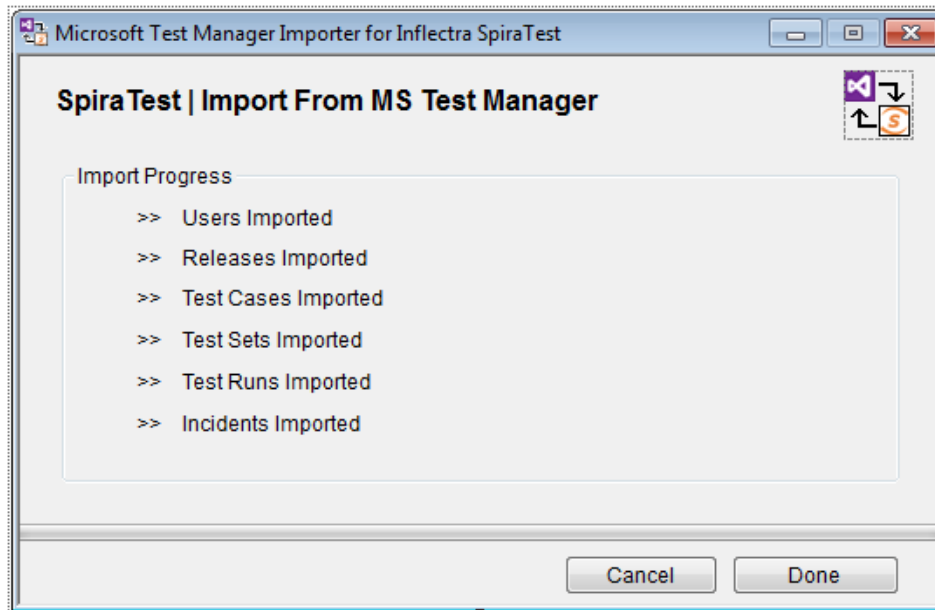 Microsoft Test Manager Importer for Inflectra SpiraTest
SpiraTest | Import From MS Test Manager
Import Progress
>> Users Imported
>> Releases Imported
>> Test Cases Imported
>> Test Sets Imported
>> Test Runs Imported
>> Incidents Imported
Cancel Done